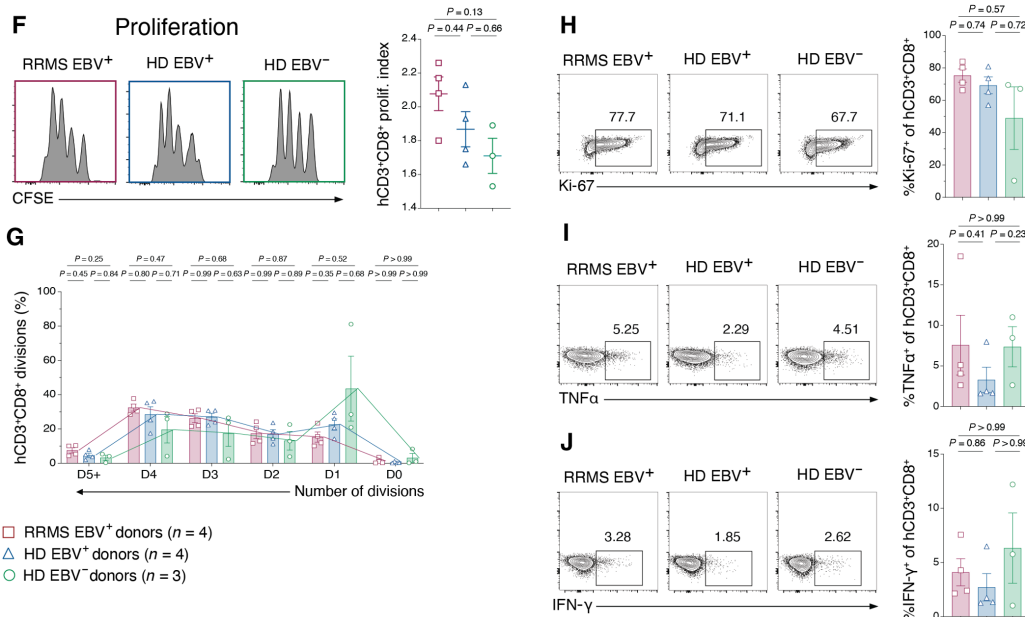 F
Proliferation
RRMS EBV⁺ HD EBV⁺ HD EBV⁻
CFSE
P = 0.13
P = 0.44 P = 0.66
hCD3⁺CD8⁺ prolif. index
2.4
2.2
2.0
1.8
1.6
1.4
G
P = 0.25 P = 0.47 P = 0.68 P = 0.87 P = 0.52 P > 0.99
P = 0.45 P = 0.84 P = 0.80 P = 0.71 P = 0.99 P = 0.63 P = 0.99 P = 0.89 P = 0.35 P = 0.68 P > 0.99 P > 0.99
hCD3⁺CD8⁺ divisions (%)
100
80
60
40
20
0
D5+ D4 D3 D2 D1 D0
Number of divisions
RRMS EBV⁺ donors (n = 4)
HD EBV⁺ donors (n = 4)
HD EBV⁻ donors (n = 3)
H
RRMS EBV⁺ HD EBV⁺ HD EBV⁻
77.7 71.1 67.7
Ki-67
P = 0.57
P = 0.74 P = 0.72
%Ki-67⁺ of hCD3⁺CD8⁺
100
80
60
40
20
0
I
RRMS EBV⁺ HD EBV⁺ HD EBV⁻
5.25 2.29 4.51
TNFα
P > 0.99
P = 0.41 P = 0.23
%TNFα⁺ of hCD3⁺CD8⁺
20
15
10
5
0
J
RRMS EBV⁺ HD EBV⁺ HD EBV⁻
3.28 1.85 2.62
IFN-γ
P > 0.99
P = 0.86 P > 0.99
%IFN-γ⁺ of hCD3⁺CD8⁺
15
10
5
0